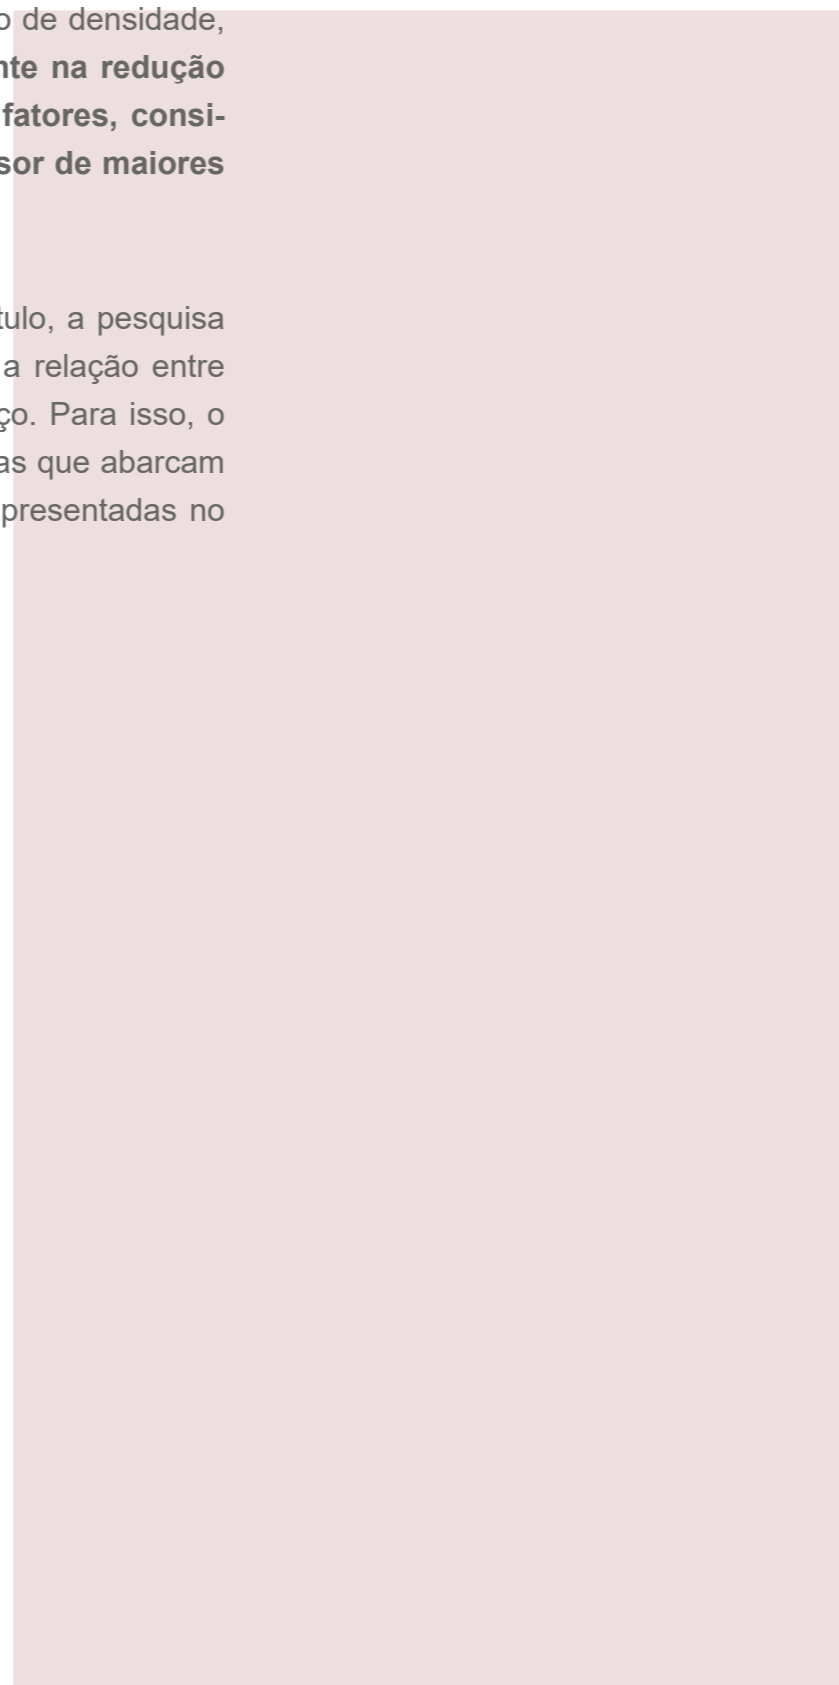 o de densidade,
nte na redução
fatores, consi-
sor de maiores
tulo, a pesquisa
a relação entre
ço. Para isso, o
as que abarcam
presentadas no